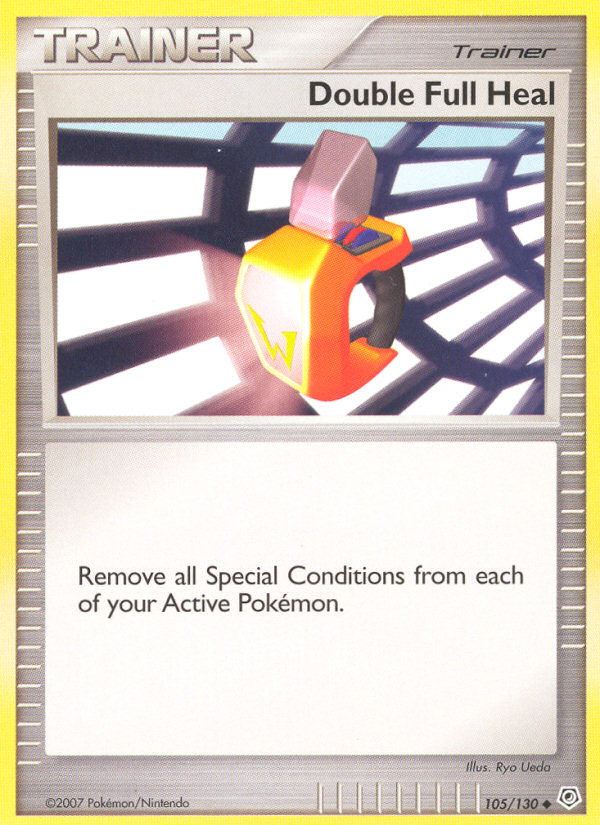 TRAINER
Trainer
Double Full Heal
W
Remove all Special Conditions from each
of your Active Pokémon.
Illus. Ryo Ueda
©2007 Pokémon/Nintendo
105/130